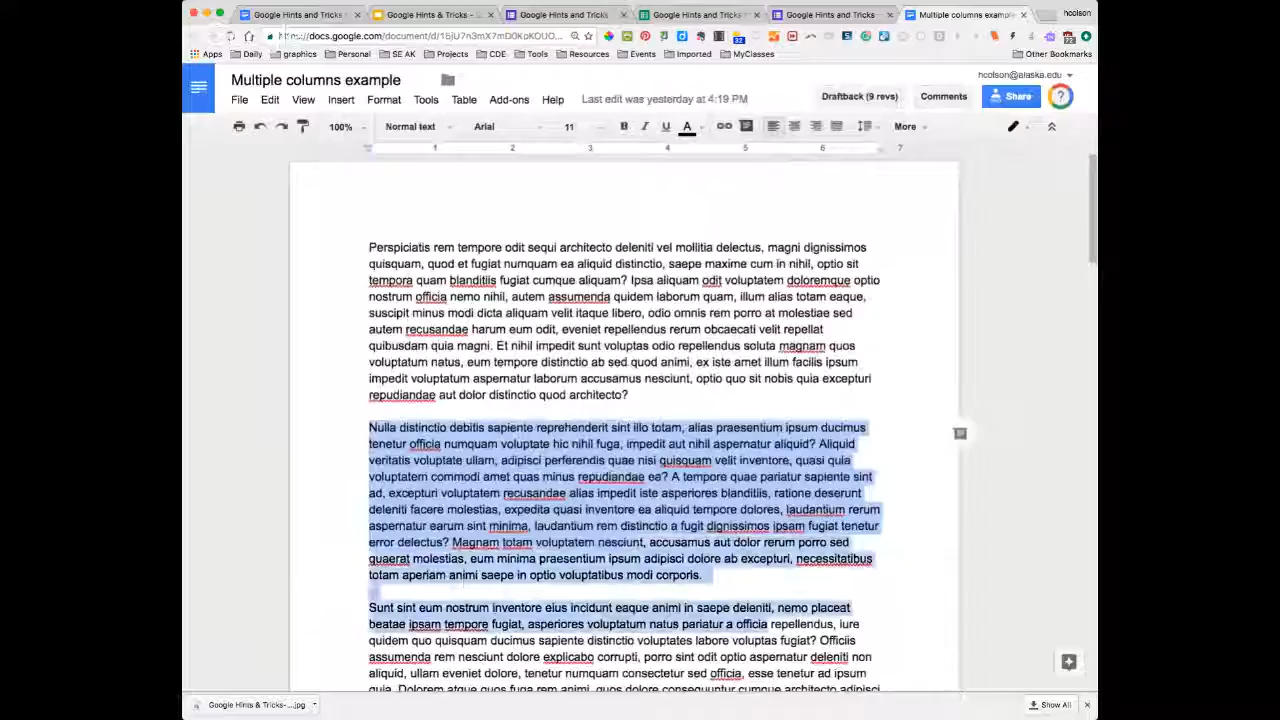 Google Hints and Tricks
Google Hints & Tricks -
Google Hints and Tricks
Google Hints and Tricks
Google Hints and Tricks
Multiple columns example
hcolson
Apps Daily graphics Personal SE AK Projects CDE Tools Resources Events Imported MyClasses Other Bookmarks
Multiple columns example
hcolson@alaska.edu
File Edit View Insert Format Tools Table Add-ons Help Last edit was yesterday at 4:19 PM Draftback (9 revs) Comments Share
100% Normal text Arial 11 B I U A More
1 2 3 4 5 6 7
Perspiciatis rem tempore odit sequi architecto deleniti vel mollitia delectus, magni dignissimos
quisquam, quod et fugiat numquam ea aliquid distinctio, saepe maxime cum in nihil, optio sit
tempora quam blanditiis fugiat cumque aliquam? Ipsa aliquam odit voluptatem doloremque optio
nostrum officia nemo nihil, autem assumenda quidem laborum quam, illum alias totam eaque,
suscipit minus modi dicta aliquam velit itaque libero, odio omnis rem porro at molestiae sed
autem recusandae harum eum odit, eveniet repellendus rerum obcaecati velit repellat
quibusdam quia magni. Et nihil impedit sunt voluptas odio repellendus soluta magnam quos
voluptatum natus, eum tempore distinctio ab sed quod animi, ex iste amet illum facilis ipsum
impedit voluptatum aspernatur laborum accusamus nesciunt, optio quo sit nobis quia excepturi
repudiandae aut dolor distinctio quod architecto?
Nulla distinctio debitis sapiente reprehenderit sint illo totam, alias praesentium ipsum ducimus
tenetur officia numquam voluptate hic nihil fuga, impedit aut nihil aspernatur aliquid? Aliquid
veritatis voluptate ullam, adipisci perferendis quae nisi quisquam velit inventore, quasi quia
voluptatem commodi amet quas minus repudiandae ea? A tempore quae pariatur sapiente sint
ad, excepturi voluptatem recusandae alias impedit iste asperiores blanditiis, ratione deserunt
deleniti facere molestias, expedita quasi inventore ea aliquid tempore dolores, laudantium rerum
aspernatur earum sint minima, laudantium rem distinctio a fugit dignissimos ipsam fugiat tenetur
error delectus? Magnam totam voluptatem nesciunt, accusamus aut dolor rerum porro sed
quaerat molestias, eum minima praesentium ipsum adipisci dolore ab excepturi, necessitatibus
totam aperiam animi saepe in optio voluptatibus modi corporis.
Sunt sint eum nostrum inventore eius incidunt eaque animi in saepe deleniti, nemo placeat
beatae ipsam tempore fugiat, asperiores voluptatum natus pariatur a officia repellendus, iure
quidem quo quisquam ducimus sapiente distinctio voluptates labore voluptas fugiat? Officiis
assumenda rem nesciunt dolore explicabo corrupti, porro sint odit optio aspernatur deleniti non
aliquid, ullam eveniet dolore, tenetur numquam consectetur sed officia, esse tenetur ad ipsum
quia. Dolorem atque quos fuga rem animi, quos dolore consequuntur cumque architecto adipisci
Google Hints & Tricks-....jpg Show All